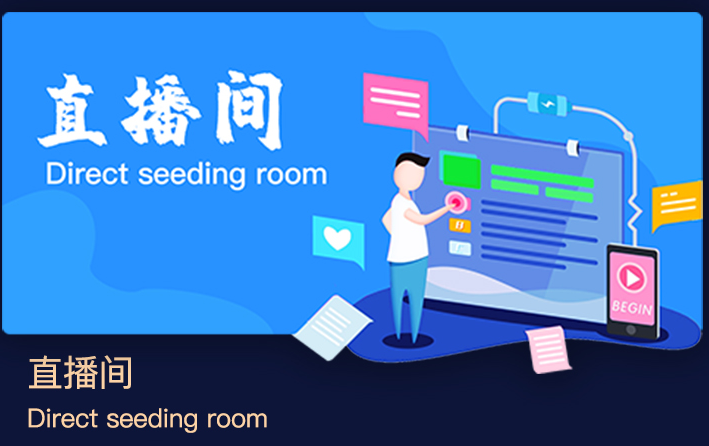 直播间
Direct seeding room
B
BEGIN
直播间
Direct seeding room